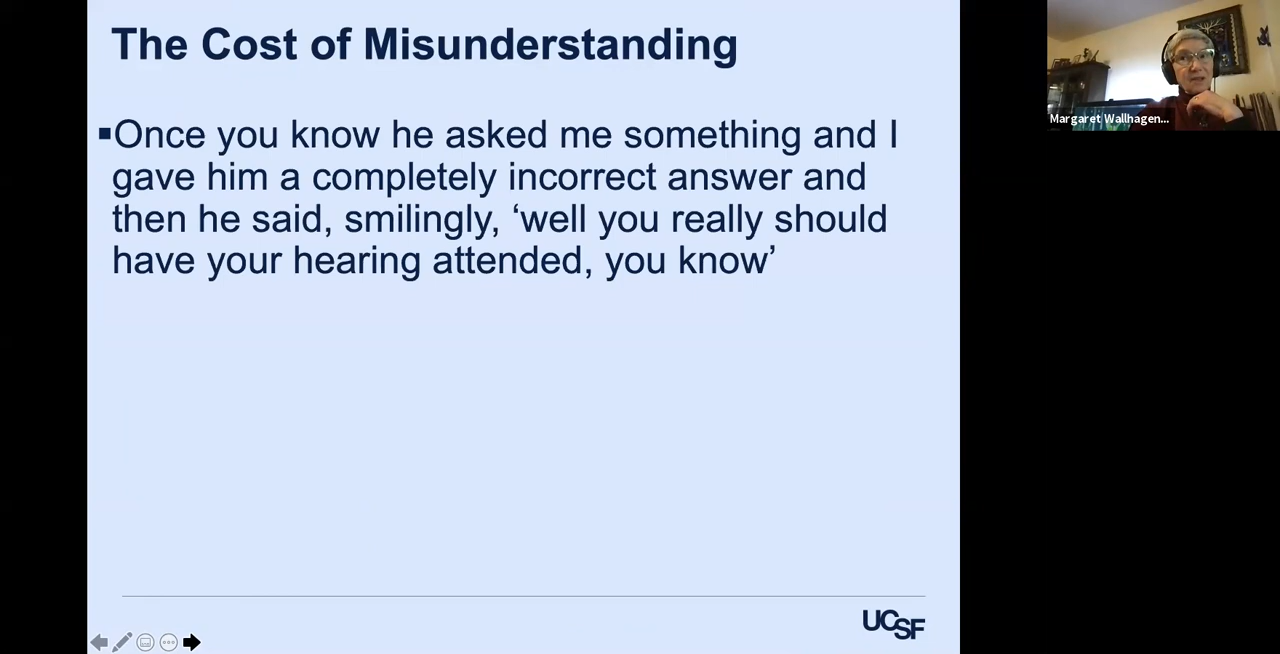 The Cost of Misunderstanding
▪Once you know he asked me something and I
gave him a completely incorrect answer and
then he said, smilingly, ‘well you really should
have your hearing attended, you know’
UCSF
Margaret Wallhagen...